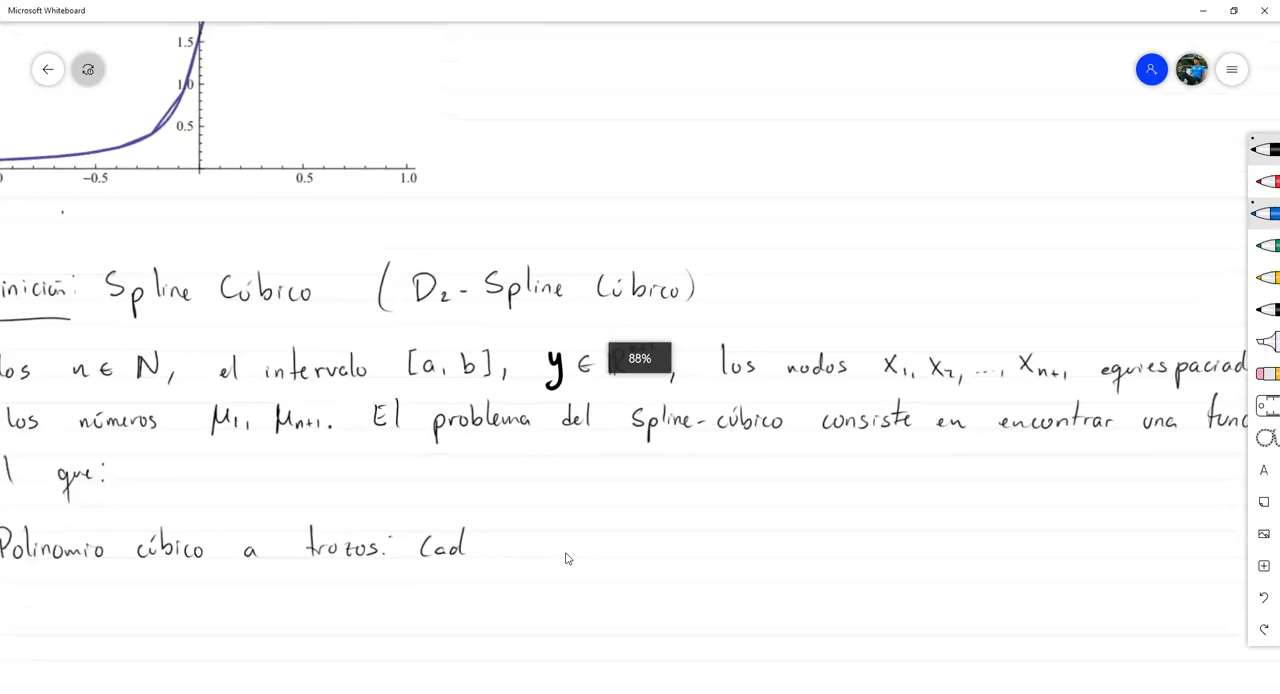 Microsoft Whiteboard
1.5
1.0
0.5
-0.5 0.5 1.0
inición: Spline Cúbico ( D₂ - Spline Cúbico)
los n ∈ N, el intervalo [a, b], y ∈ , los nodos x₁, x₂, ..., xₙ₊₁ equiespaciad
88%
los números μ₁, μₙ₊₁. El problema del Spline-cúbico consiste en encontrar una func
l que:
Polinomio cúbico a trozos: Cad
A